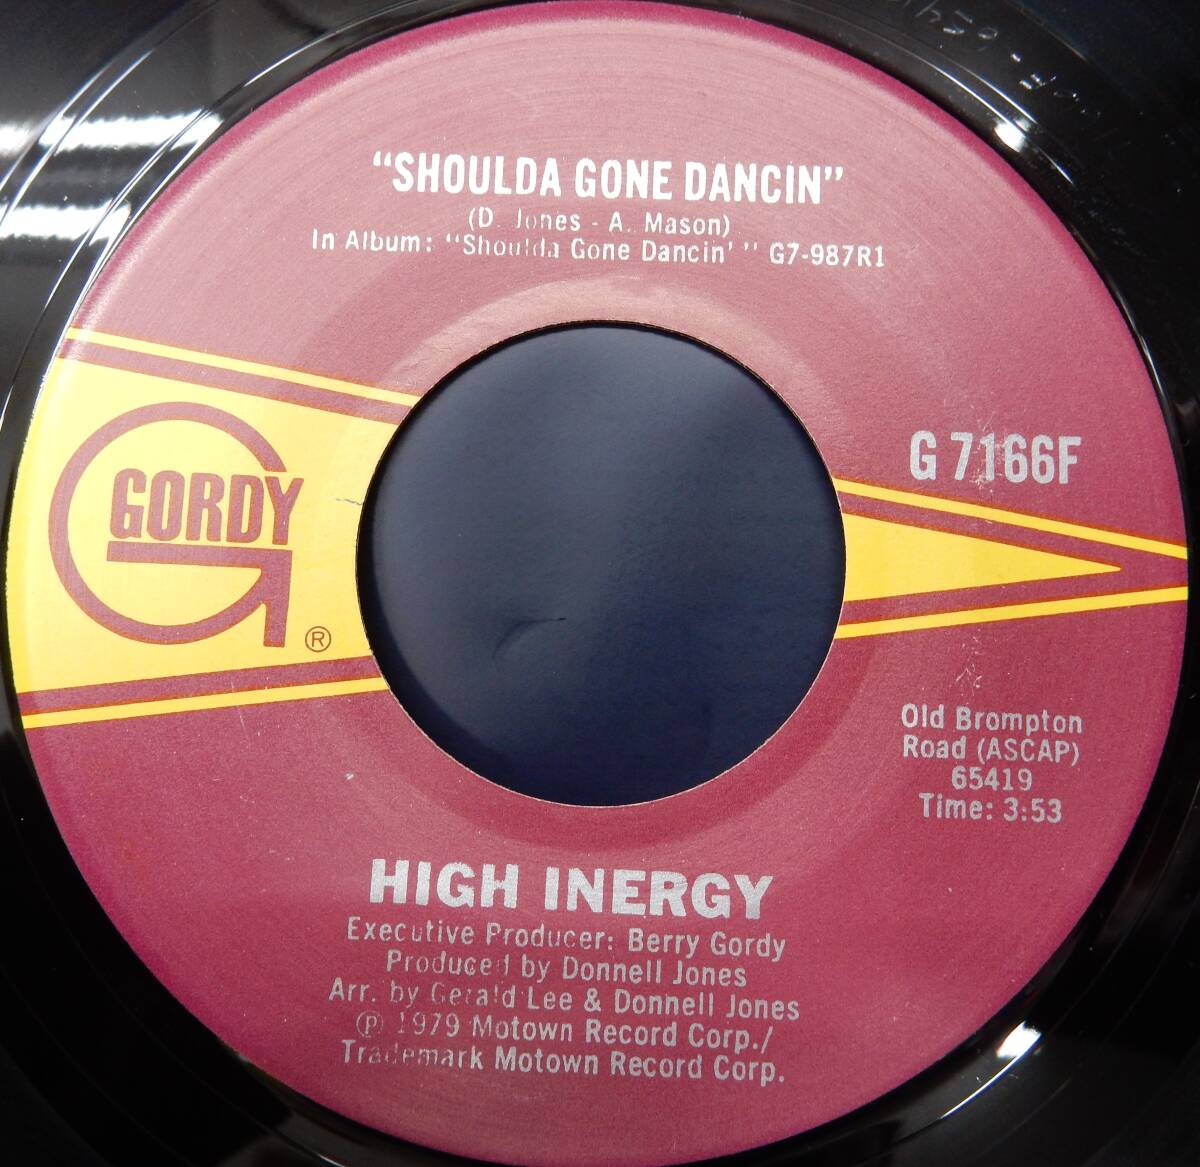 "SHOULDA GONE DANCIN"
(D. Jones - A. Mason)
In Album: "Shoulda Gone Dancin' " G7-987R1
GORDY
®
G 7166F
Old Brompton
Road (ASCAP)
65419
Time: 3:53
HIGH INERGY
Executive Producer: Berry Gordy
Produced by Donnell Jones
Arr. by Gerald Lee & Donnell Jones
℗ 1979 Motown Record Corp./
Trademark Motown Record Corp.